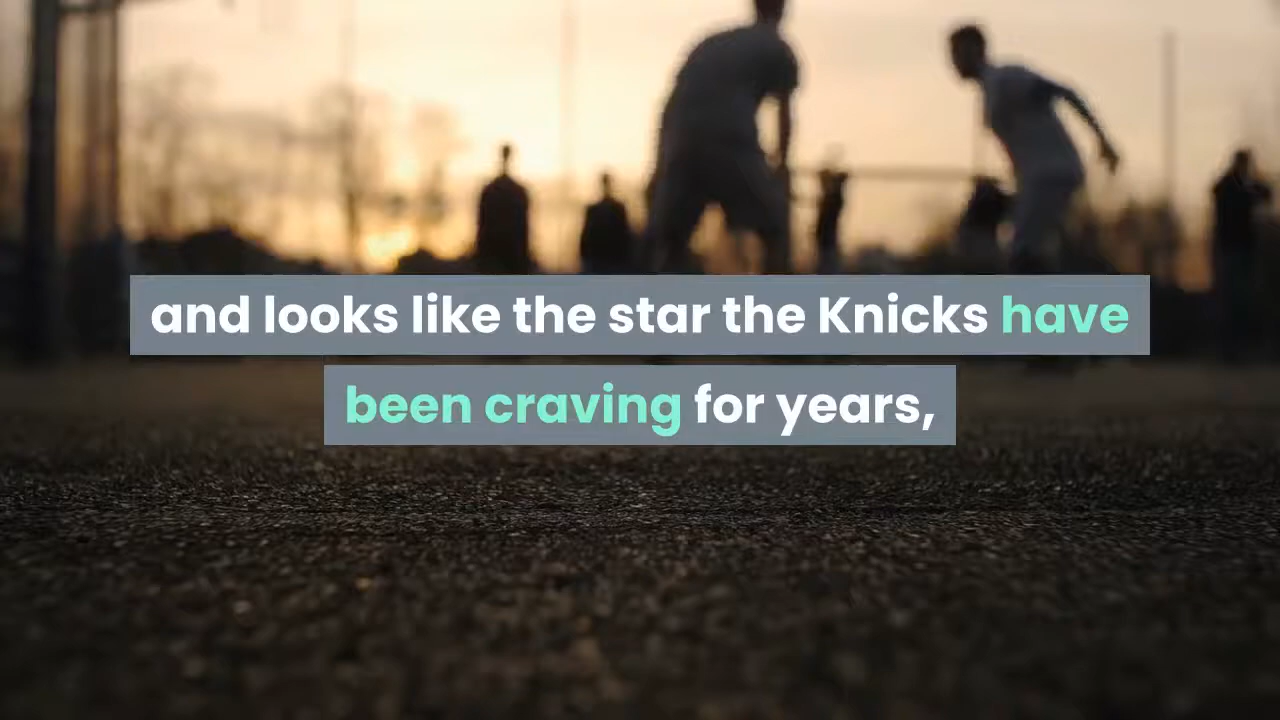 and looks like the star the Knicks have
been craving for years,